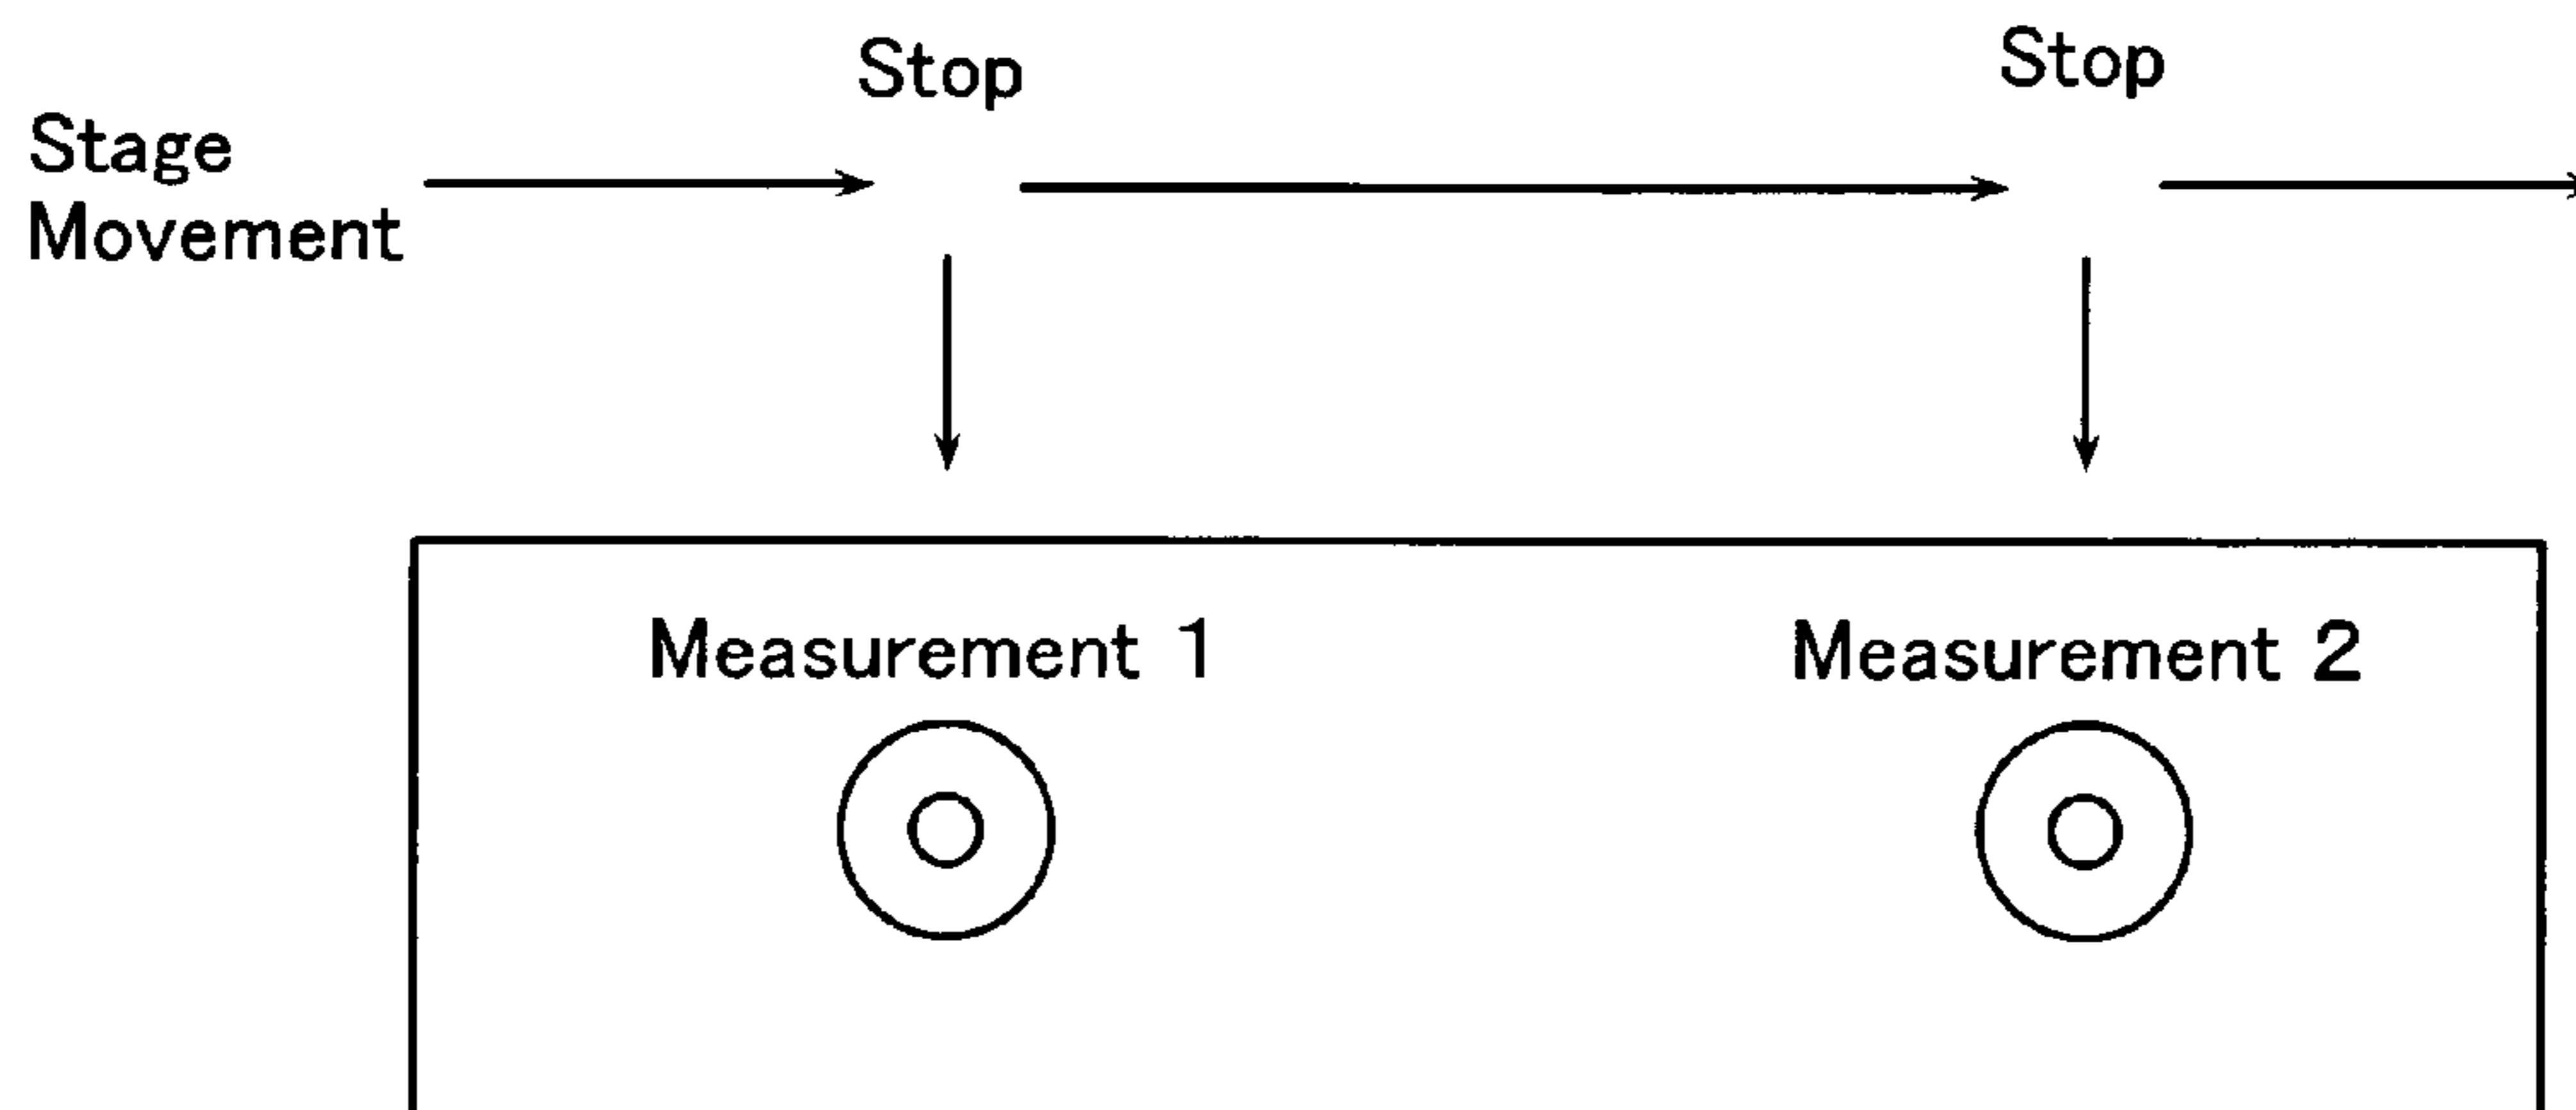 Stop
Stop
Stage
Movement
Measurement 1
Measurement 2